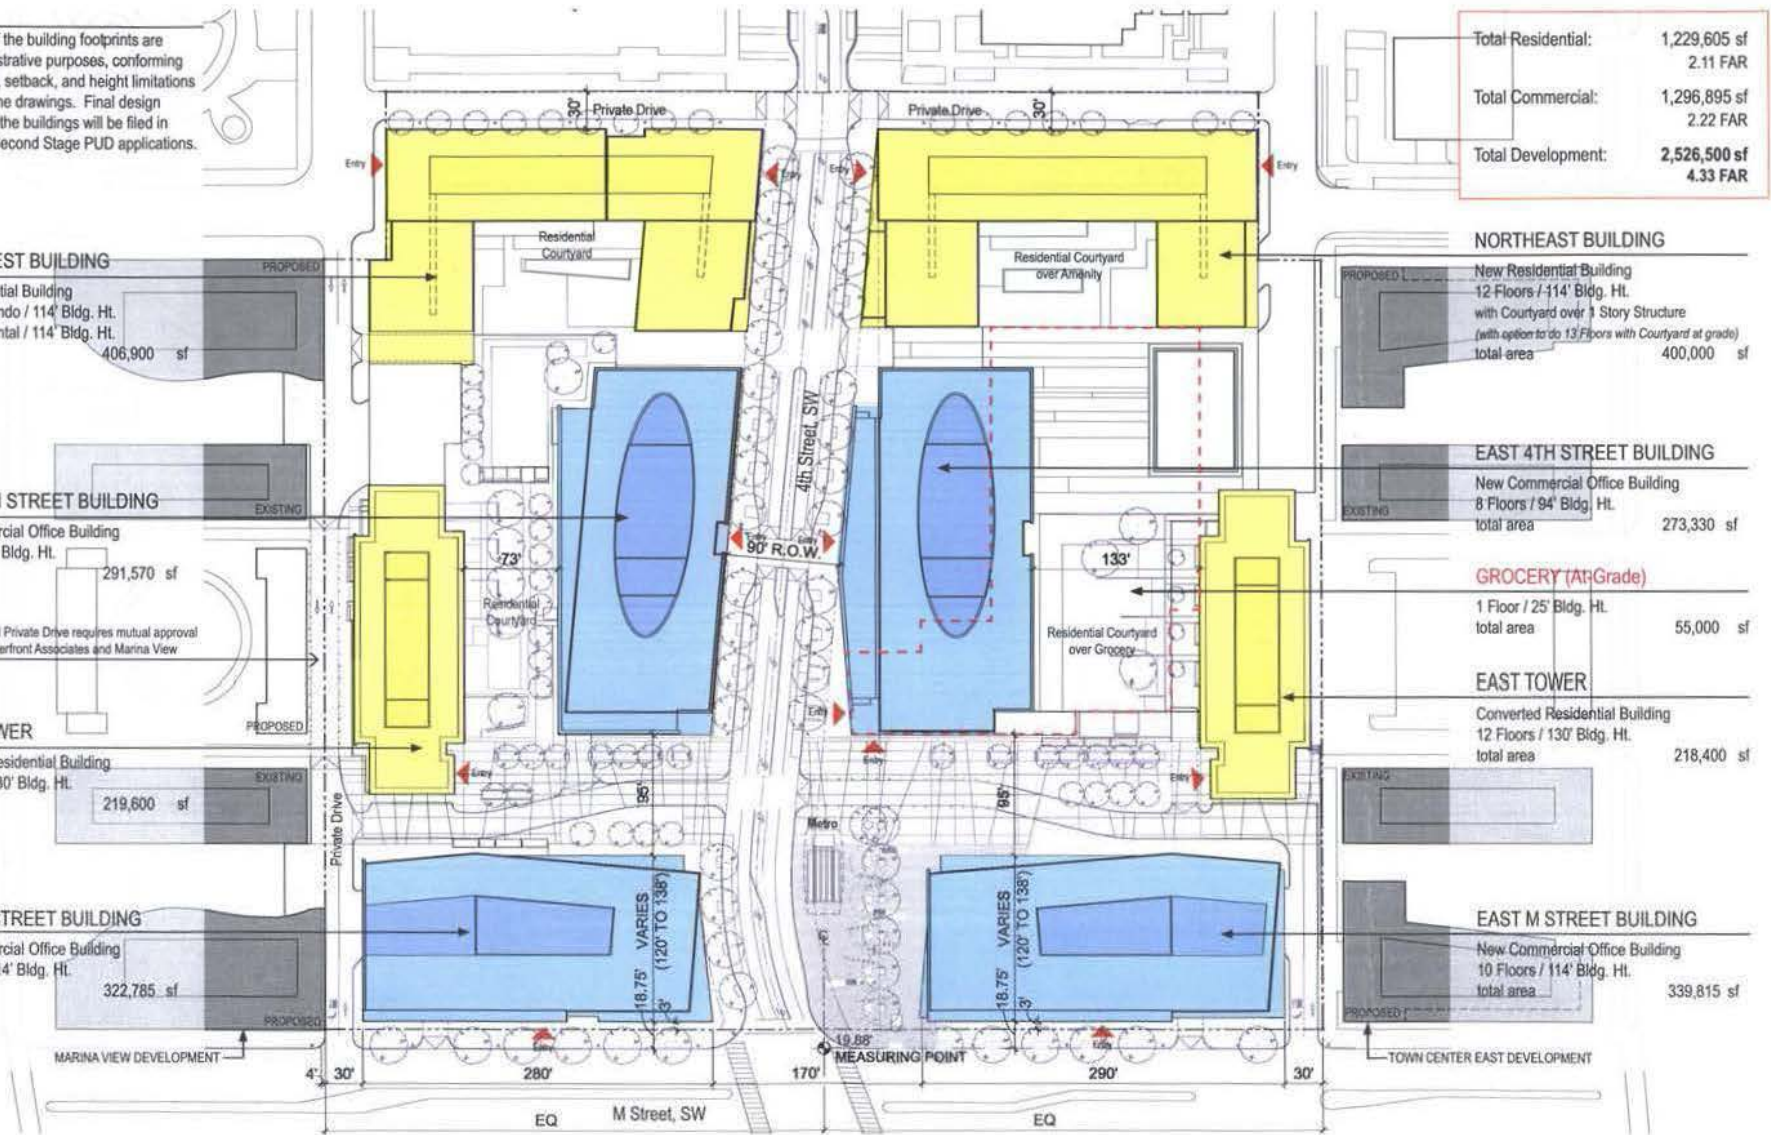 the building footprints are
strative purposes, conforming
setback, and height limitations
ne drawings. Final design
the buildings will be filed in
econd Stage PUD applications.
Total Residential: 1,229,605 sf
2.11 FAR
Total Commercial: 1,296,895 sf
2.22 FAR
Total Development: 2,526,500 sf
4.33 FAR
Private Drive
30'
Private Drive
30'
Entry
Entry
Entry
Entry
EST BUILDING
tial Building
ndo / 114' Bldg. Ht.
ntal / 114' Bldg. Ht.
406,900 sf
PROPOSED
Residential
Courtyard
Residential Courtyard
over Amenity
PROPOSED
NORTHEAST BUILDING
New Residential Building
12 Floors / 114' Bldg. Ht.
with Courtyard over 1 Story Structure
(with option to do 13 Floors with Courtyard at grade)
total area 400,000 sf
4th Street, SW
STREET BUILDING
rcial Office Building
Bldg. Ht.
291,570 sf
EXISTING
EXISTING
EAST 4TH STREET BUILDING
New Commercial Office Building
8 Floors / 94' Bldg. Ht.
total area 273,330 sf
73'
Entry
Entry
90' R.O.W.
133'
GROCERY (At-Grade)
1 Floor / 25' Bldg. Ht.
total area 55,000 sf
Residential
Courtyard
Residential Courtyard
over Grocery
Private Drive requires mutual approval
erfront Associates and Marina View
PROPOSED
WER
esidential Building
30' Bldg. Ht.
219,600 sf
EXISTING
Entry
Entry
Entry
Entry
EAST TOWER
Converted Residential Building
12 Floors / 130' Bldg. Ht.
total area 218,400 sf
EXISTING
95'
95'
Private Drive
Metro
TREET BUILDING
rcial Office Building
14' Bldg. Ht.
322,785 sf
PROPOSED
18.75' VARIES
(120' TO 138')
3'
18.75' VARIES
(120' TO 138')
3'
EAST M STREET BUILDING
New Commercial Office Building
10 Floors / 114' Bldg. Ht.
total area 339,815 sf
PROPOSED
MARINA VIEW DEVELOPMENT
Entry
19.88'
MEASURING POINT
Entry
TOWN CENTER EAST DEVELOPMENT
4' 30' 280' 170' 290' 30'
EQ
M Street, SW
EQ